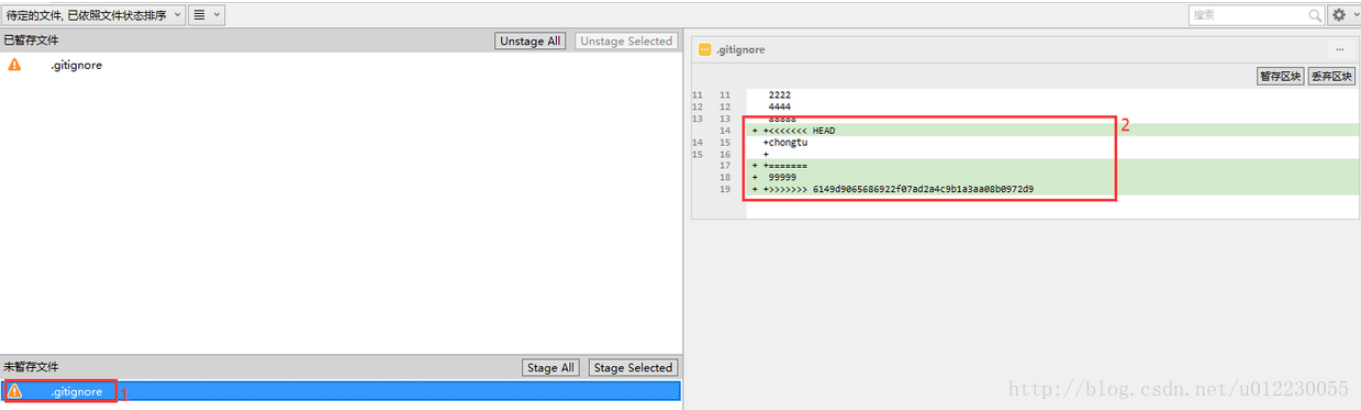 待定的文件, 已依照文件状态排序
搜索
已暂存文件
Unstage All
Unstage Selected
.gitignore
.gitignore
...
暂存区块
丢弃区块
11 11 2222
12 12 4444
13 13 88888
14 + +<<<<<<< HEAD
14 15 +chongtu
15 16 +
17 + +=======
18 + 99999
19 + +>>>>>>> 6149d9065686922f07ad2a4c9b1a3aa08b0972d9
2
未暂存文件
Stage All
Stage Selected
.gitignore
1
http://blog.csdn.net/u012230055